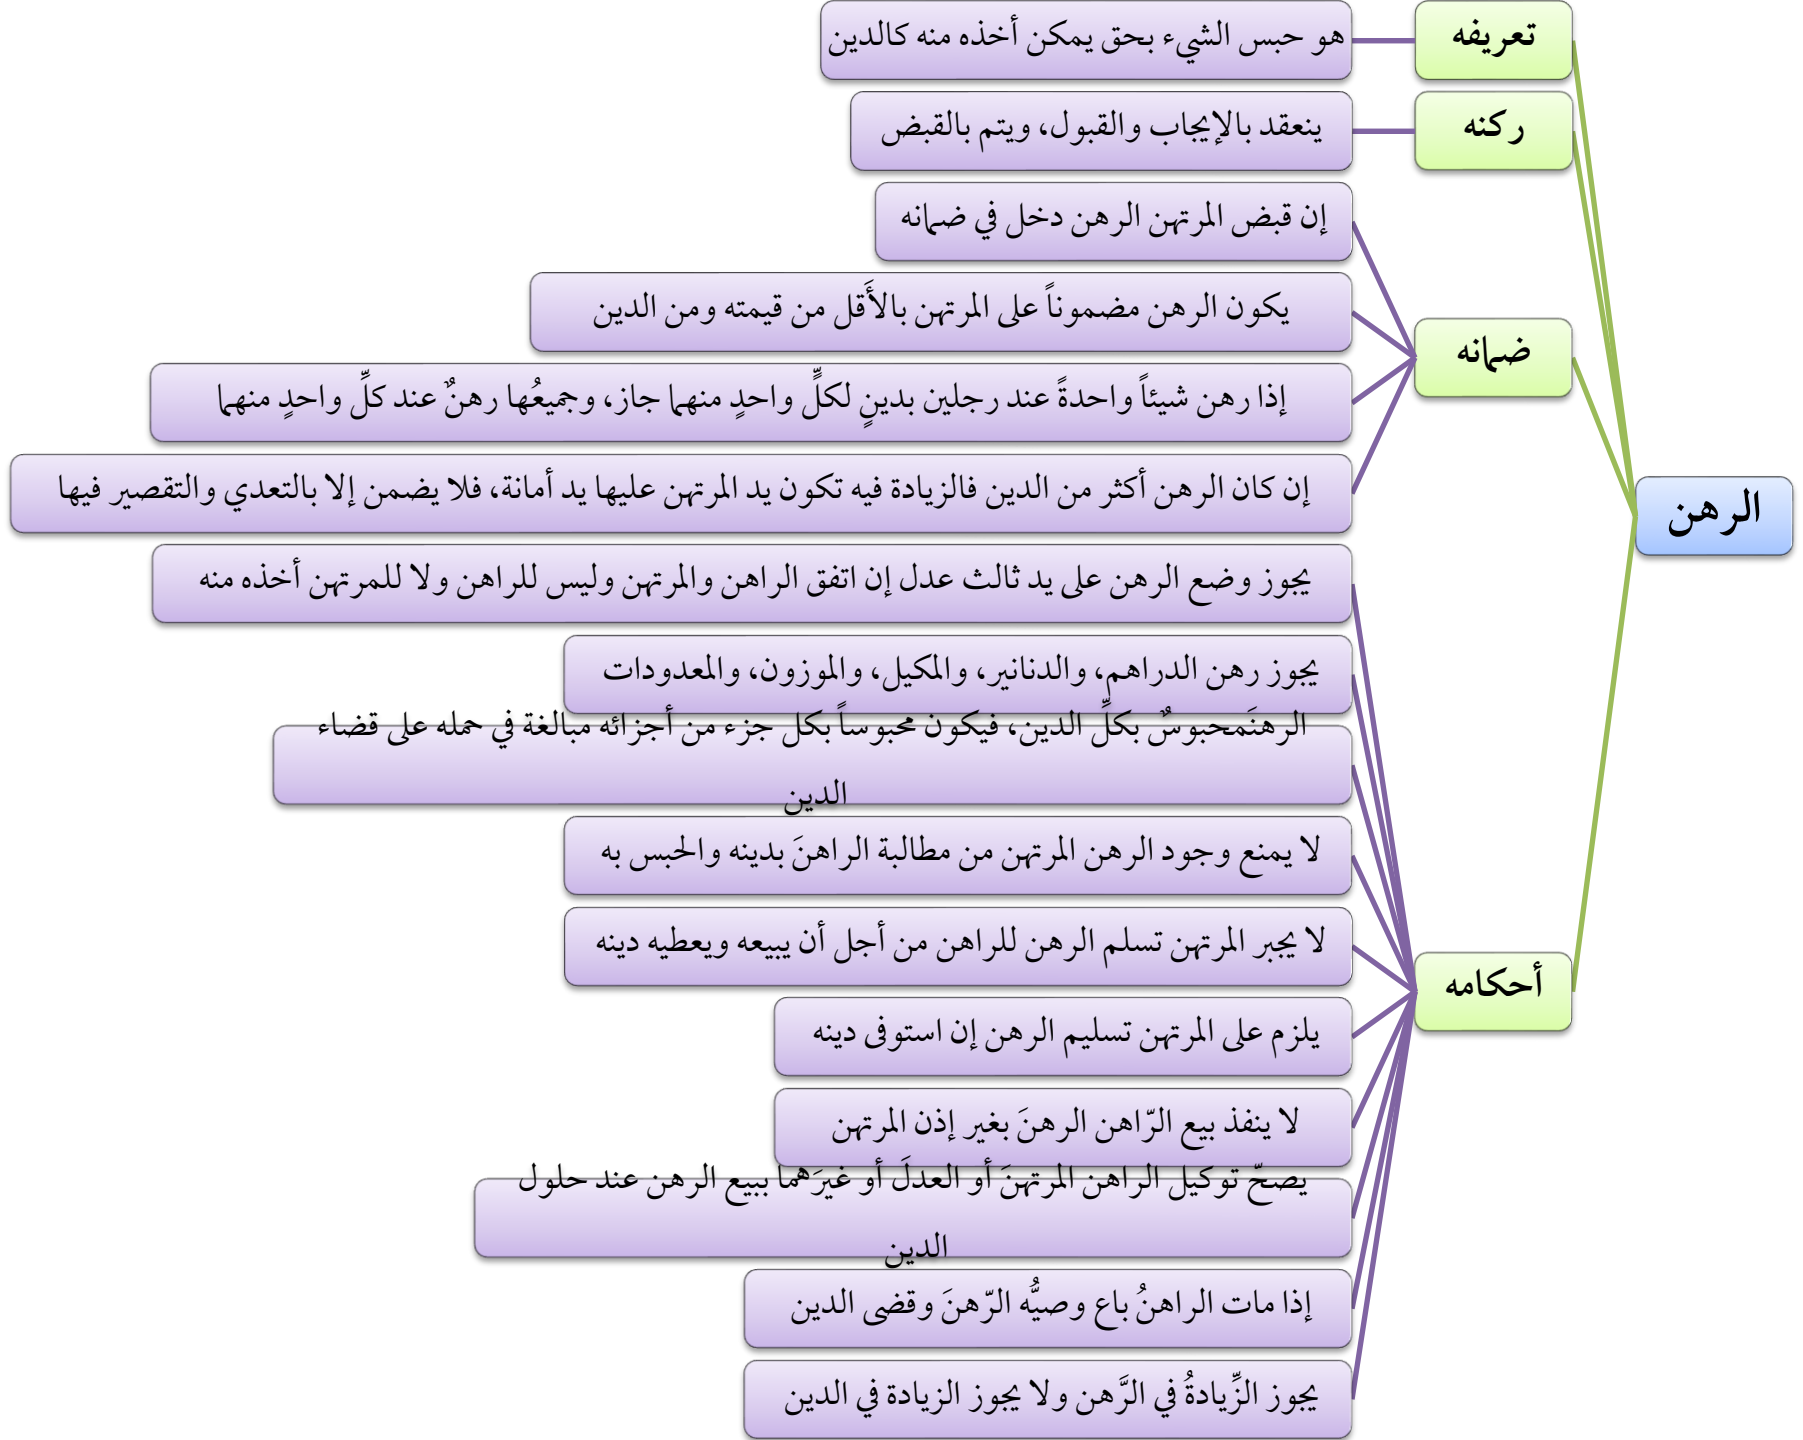 الرهن
تعريفه
هو حبس الشيء بحق يمكن أخذه منه كالدين
ركنه
ينعقد بالإيجاب والقبول، ويتم بالقبض
ضمانه
إن قبض المرتهن الرهن دخل في ضمانه
يكون الرهن مضموناً على المرتهن بالأَقل من قيمته ومن الدين
إذا رهن شيئاً واحدةً عند رجلين بدينٍ لكلٍّ واحدٍ منهما جاز، وجميعُها رهنٌ عند كلِّ واحدٍ منهما
إن كان الرهن أكثر من الدين فالزيادة فيه تكون يد المرتهن عليها يد أمانة، فلا يضمن إلا بالتعدي والتقصير فيها
أحكامه
يجوز وضع الرهن على يد ثالث عدل إن اتفق الراهن والمرتهن وليس للراهن ولا للمرتهن أخذه منه
يجوز رهن الدراهم، والدنانير، والمكيل، والموزون، والمعدودات
الرهنَمحبوسٌ بكلِّ الدين، فيكون محبوساً بكل جزء من أجزائه مبالغة في حمله على قضاء
الدين
لا يمنع وجود الرهن المرتهن من مطالبة الراهنَ بدينه والحبس به
لا يجبر المرتهن تسلم الرهن للراهن من أجل أن يبيعه ويعطيه دينه
يلزم على المرتهن تسليم الرهن إن استوفى دينه
لا ينفذ بيع الرّاهن الرهنَ بغير إذن المرتهن
يصحّ توكيل الراهن المرتهنَ أو العدلَ أو غيرَهما ببيع الرهن عند حلول
الدين
إذا مات الراهنُ باع وصيُّه الرّهنَ وقضى الدين
يجوز الزِّيادةُ في الرَّهن ولا يجوز الزيادة في الدين